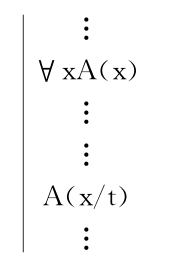 ⋮
∀ xA(x)
⋮
⋮
A(x/t)
⋮